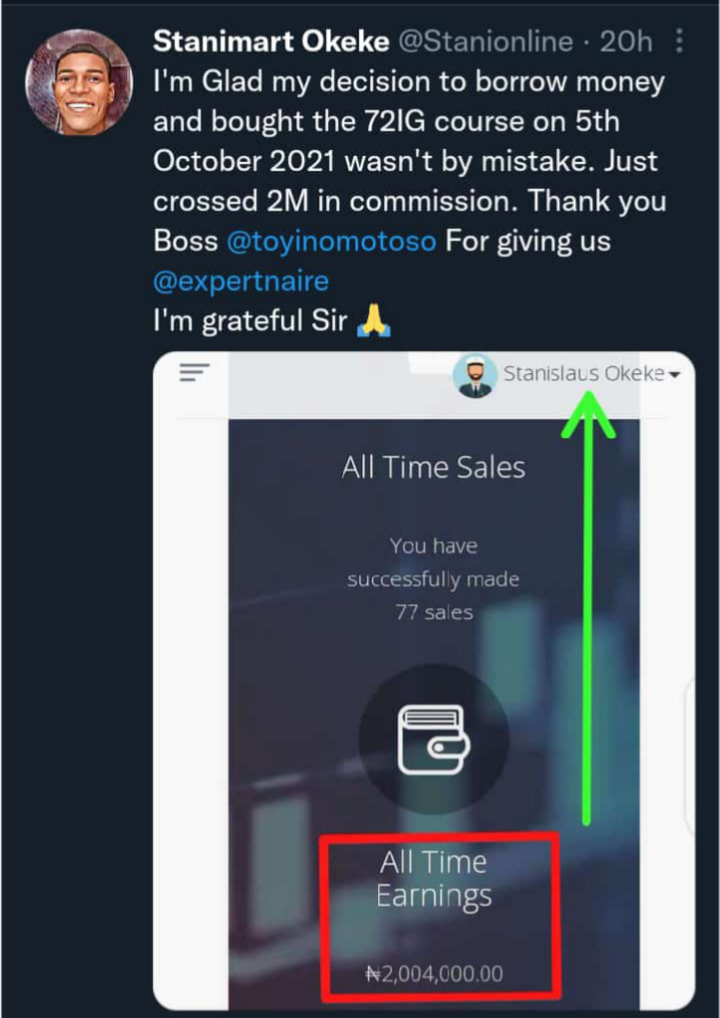 Stanimart Okeke @Stanionline · 20h
I'm Glad my decision to borrow money
and bought the 72IG course on 5th
October 2021 wasn't by mistake. Just
crossed 2M in commission. Thank you
Boss @toyinomotoso For giving us
@expertnaire
I'm grateful Sir 🙏
Stanislaus Okeke
All Time Sales
You have
successfully made
77 sales
All Time
Earnings
₦2,004,000.00